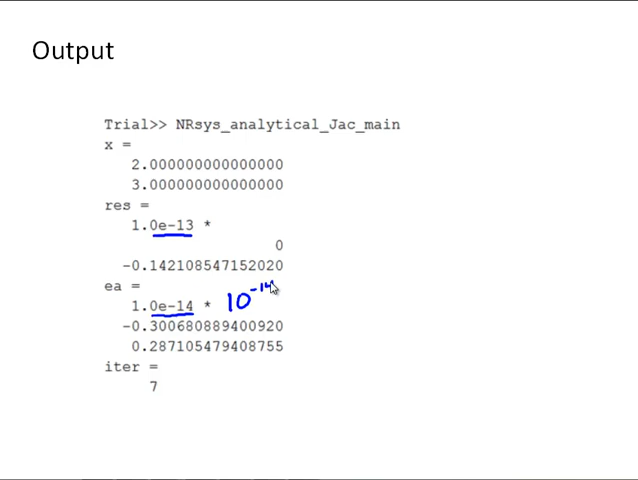 Output
Trial>> NRsys_analytical_Jac_main
x =
2.000000000000000
3.000000000000000
res =
1.0e-13 *
0
-0.142108547152020
ea =
1.0e-14 * 10^-14
-0.300680889400920
0.287105479408755
iter =
7